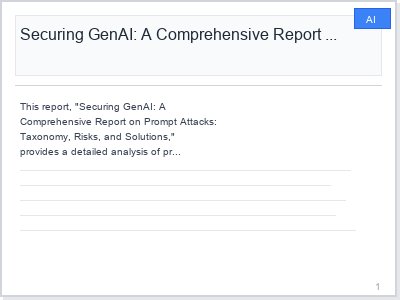 AI
Securing GenAI: A Comprehensive Report ...
This report, "Securing GenAI: A
Comprehensive Report on Prompt Attacks:
Taxonomy, Risks, and Solutions,"
provides a detailed analysis of pr...
1